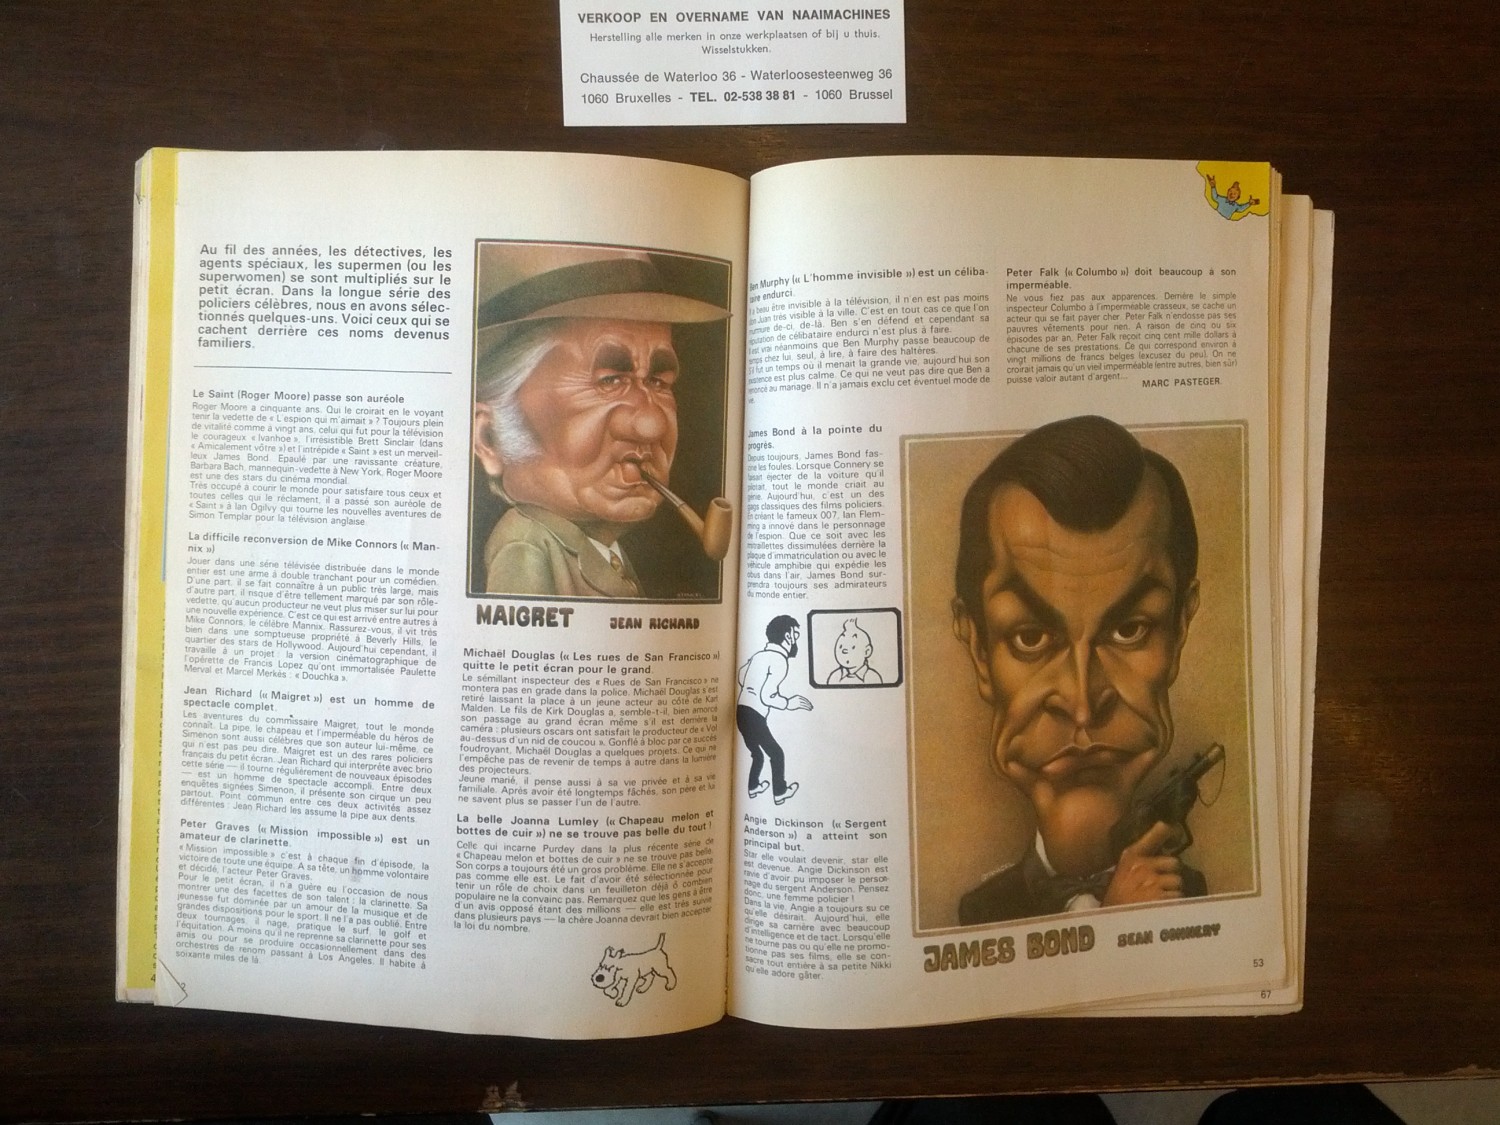 VERKOOP EN OVERNAME VAN NAAIMACHINES
Herstelling alle merken in onze werkplaatsen of bij u thuis.
Wisselstukken.
Chaussée de Waterloo 36 - Waterloosesteenweg 36
1060 Bruxelles - TEL. 02-538 38 81 - 1060 Brussel
Au fil des années, les détectives, les
agents spéciaux, les supermen (ou les
superwomen) se sont multipliés sur le
petit écran. Dans la longue série des
policiers célèbres, nous en avons sélec-
tionnés quelques-uns. Voici ceux qui se
cachent derrière ces noms devenus
familiers.
Le Saint (Roger Moore) passe son auréole
Roger Moore a cinquante ans. Qui le croirait en le voyant
tenir la vedette de « L'espion qui m'aimait » ? Toujours plein
de vitalité comme à vingt ans, celui qui fut pour la télévision
le courageux « Ivanhoe », l'irrésistible Brett Sinclair (dans
« Amicalement vôtre ») et l'intrépide « Saint » est un merveil-
leux James Bond. Epaulé par une ravissante créature,
Barbara Bach, mannequin-vedette à New York, Roger Moore
est une des stars du cinéma mondial.
Très occupé à courir le monde pour satisfaire tous ceux et
toutes celles qui le réclament, il a passé son auréole de
« Saint » à Ian Ogilvy qui tourne les nouvelles aventures de
Simon Templar pour la télévision anglaise.
La difficile reconversion de Mike Connors (« Man-
nix »)
Jouer dans une série télévisée distribuée dans le monde
entier est une arme à double tranchant pour un comédien.
D'une part, il se fait connaître à un public très large, mais
d'autre part, il risque d'être tellement marqué par son rôle-
vedette, qu'aucun producteur ne veut plus miser sur lui pour
une nouvelle expérience. C'est ce qui est arrivé entre autres à
Mike Connors, le célèbre Mannix. Rassurez-vous, il vit très
bien dans une somptueuse propriété à Beverly Hills, le
quartier des stars de Hollywood. Aujourd'hui cependant, il
travaille à un projet : la version cinématographique de
l'opérette de Francis Lopez qu'ont immortalisée Paulette
Merval et Marcel Merkès : « Douchka ».
Jean Richard (« Maigret ») est un homme de
spectacle complet.
Les aventures du commissaire Maigret, tout le monde
connaît. La pipe, le chapeau et l'imperméable du héros de
Simenon sont aussi célèbres que son auteur lui-même, ce
qui n'est pas peu dire. Maigret est un des rares policiers
français du petit écran. Jean Richard qui interprète avec brio
cette série — il tourne régulièrement de nouveaux épisodes
— est un homme de spectacle accompli. Entre deux
enquêtes signées Simenon, il présente son cirque un peu
partout. Point commun entre ces deux activités assez
différentes : Jean Richard les assume la pipe aux dents.
Peter Graves (« Mission impossible ») est un
amateur de clarinette.
« Mission impossible » c'est à chaque fin d'épisode, la
victoire de toute une équipe. A sa tête, un homme volontaire
et décidé, l'acteur Peter Graves.
Pour le petit écran, il n'a guère eu l'occasion de nous
montrer une des facettes de son talent : la clarinette. Sa
jeunesse fut dominée par un amour de la musique et de
grandes dispositions pour le sport. Il ne l'a pas oublié. Entre
deux tournages, il nage, pratique le surf, le golf et
l'équitation. A moins qu'il ne reprenne sa clarinette pour ses
amis ou pour se produire occasionnellement dans des
orchestres de renom passant à Los Angeles. Il habite à
soixante miles de là.
MAIGRET JEAN RICHARD
Michaël Douglas (« Les rues de San Francisco »)
quitte le petit écran pour le grand.
Le sémillant inspecteur des « Rues de San Francisco » ne
montera pas en grade dans la police. Michaël Douglas s'est
retiré laissant la place à un jeune acteur au côté de Karl
Malden. Le fils de Kirk Douglas a, semble-t-il, bien amorcé
son passage au grand écran même s'il est derrière la
caméra : plusieurs oscars ont satisfait le producteur de « Vol
au-dessus d'un nid de coucou ». Gonflé à bloc par ce succès
foudroyant, Michaël Douglas a quelques projets. Ce qui ne
l'empêche pas de revenir de temps à autre dans la lumière
des projecteurs.
Jeune marié, il pense aussi à sa vie privée et à sa vie
familiale. Après avoir été longtemps fâchés, son père et lui
ne savent plus se passer l'un de l'autre.
La belle Joanna Lumley (« Chapeau melon et
bottes de cuir ») ne se trouve pas belle du tout !
Celle qui incarne Purdey dans la plus récente série de
« Chapeau melon et bottes de cuir » ne se trouve pas belle.
Son corps a toujours été un gros problème. Elle ne s'accepte
pas comme elle est. Le fait d'avoir été sélectionnée pour
tenir un rôle de choix dans un feuilleton déjà ô combien
populaire ne la convainc pas. Remarquez que les gens à être
d'un avis opposé étant des millions — elle est très suivie
dans plusieurs pays — la chère Joanna devrait bien accepter
la loi du nombre.
Ben Murphy (« L'homme invisible ») est un céliba-
taire endurci.
Il a beau être invisible à la télévision, il n'en est pas moins
don Juan très visible à la ville. C'est en tout cas ce que l'on
murmure de-ci, de-là. Ben s'en défend et cependant sa
réputation de célibataire endurci n'est plus à faire.
Il est vrai néanmoins que Ben Murphy passe beaucoup de
temps chez lui, seul, à lire, à faire des haltères.
Il fut un temps où il menait la grande vie, aujourd'hui son
existence est plus calme. Ce qui ne veut pas dire que Ben a
renoncé au mariage. Il n'a jamais exclu cet éventuel mode de
vie.
James Bond à la pointe du
progrès.
Depuis toujours, James Bond fas-
cine les foules. Lorsque Connery se
faisait éjecter de la voiture qu'il
pilotait, tout le monde criait au
génie. Aujourd'hui, c'est un des
gags classiques des films policiers.
En créant le fameux 007, Ian Flem-
ming a innové dans le personnage
de l'espion. Que ce soit avec les
mitraillettes dissimulées derrière la
plaque d'immatriculation ou avec le
véhicule amphibie qui expédie les
obus dans l'air, James Bond sur-
prendra toujours ses admirateurs
du monde entier.
Angie Dickinson (« Sergent
Anderson ») a atteint son
principal but.
Star elle voulait devenir, star elle
est devenue. Angie Dickinson est
ravie d'avoir pu imposer le person-
nage du sergent Anderson. Pensez
donc, une femme policier !
Dans la vie, Angie a toujours su ce
qu'elle désirait. Aujourd'hui, elle
dirige sa carrière avec beaucoup
d'intelligence et de tact. Lorsqu'elle
ne tourne pas ou qu'elle ne promo-
tionne pas ses films, elle se con-
sacre tout entière à sa petite Nikki
qu'elle adore gâter.
Peter Falk (« Columbo ») doit beaucoup à son
imperméable.
Ne vous fiez pas aux apparences. Derrière le simple
inspecteur Columbo à l'imperméable crasseux, se cache un
acteur qui se fait payer cher. Peter Falk n'endosse pas ses
pauvres vêtements pour rien. A raison de cinq ou six
épisodes par an, Peter Falk reçoit cinq cent mille dollars à
chacune de ses prestations. Ce qui correspond environ à
vingt millions de francs belges (excusez du peu). On ne
croirait jamais qu'un vieil imperméable (entre autres, bien sûr)
puisse valoir autant d'argent...
MARC PASTEGER.
JAMES BOND SEAN CONNERY
53
67